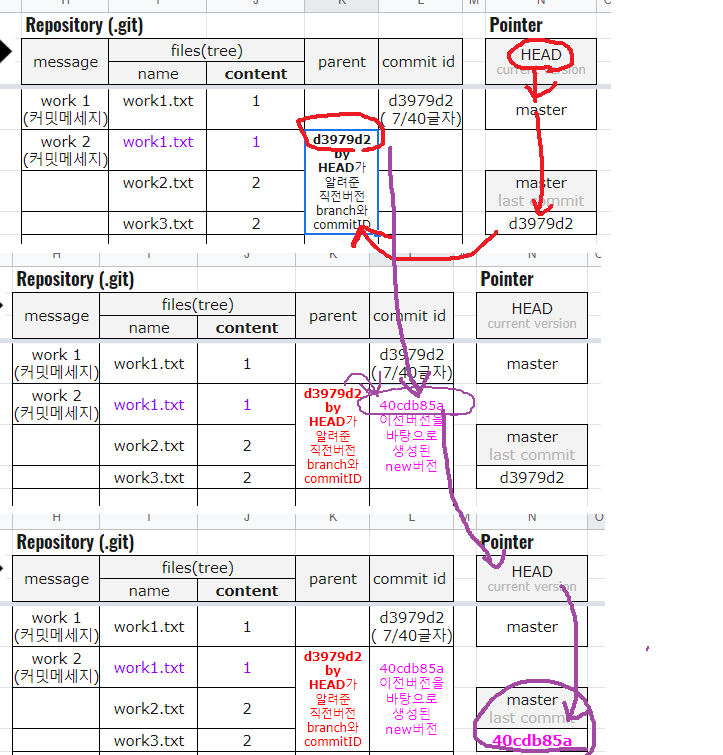 H I J K L M N O
Repository (.git) Pointer
message files(tree) parent commit id HEAD
current version
name content
work 1
(커밋메세지) work1.txt 1 d3979d2
( 7/40글자) master
work 2
(커밋메세지) work1.txt 1 d3979d2
by
HEAD가
알려준
직전버전
branch와
commitID
work2.txt 2 master
last commit
work3.txt 2 d3979d2
H I J K L M N O
Repository (.git) Pointer
message files(tree) parent commit id HEAD
current version
name content
work 1
(커밋메세지) work1.txt 1 d3979d2
( 7/40글자) master
work 2
(커밋메세지) work1.txt 1 d3979d2
by
HEAD가
알려준
직전버전
branch와
commitID
40cdb85a
이전버전을
바탕으로
생성된
new버전
work2.txt 2 master
last commit
work3.txt 2 d3979d2
H I J K L M N O
Repository (.git) Pointer
message files(tree) parent commit id HEAD
current version
name content
work 1
(커밋메세지) work1.txt 1 d3979d2
( 7/40글자) master
work 2
(커밋메세지) work1.txt 1 d3979d2
by
HEAD가
알려준
직전버전
branch와
commitID
40cdb85a
이전버전을
바탕으로
생성된
new버전
work2.txt 2 master
last commit
work3.txt 2 40cdb85a